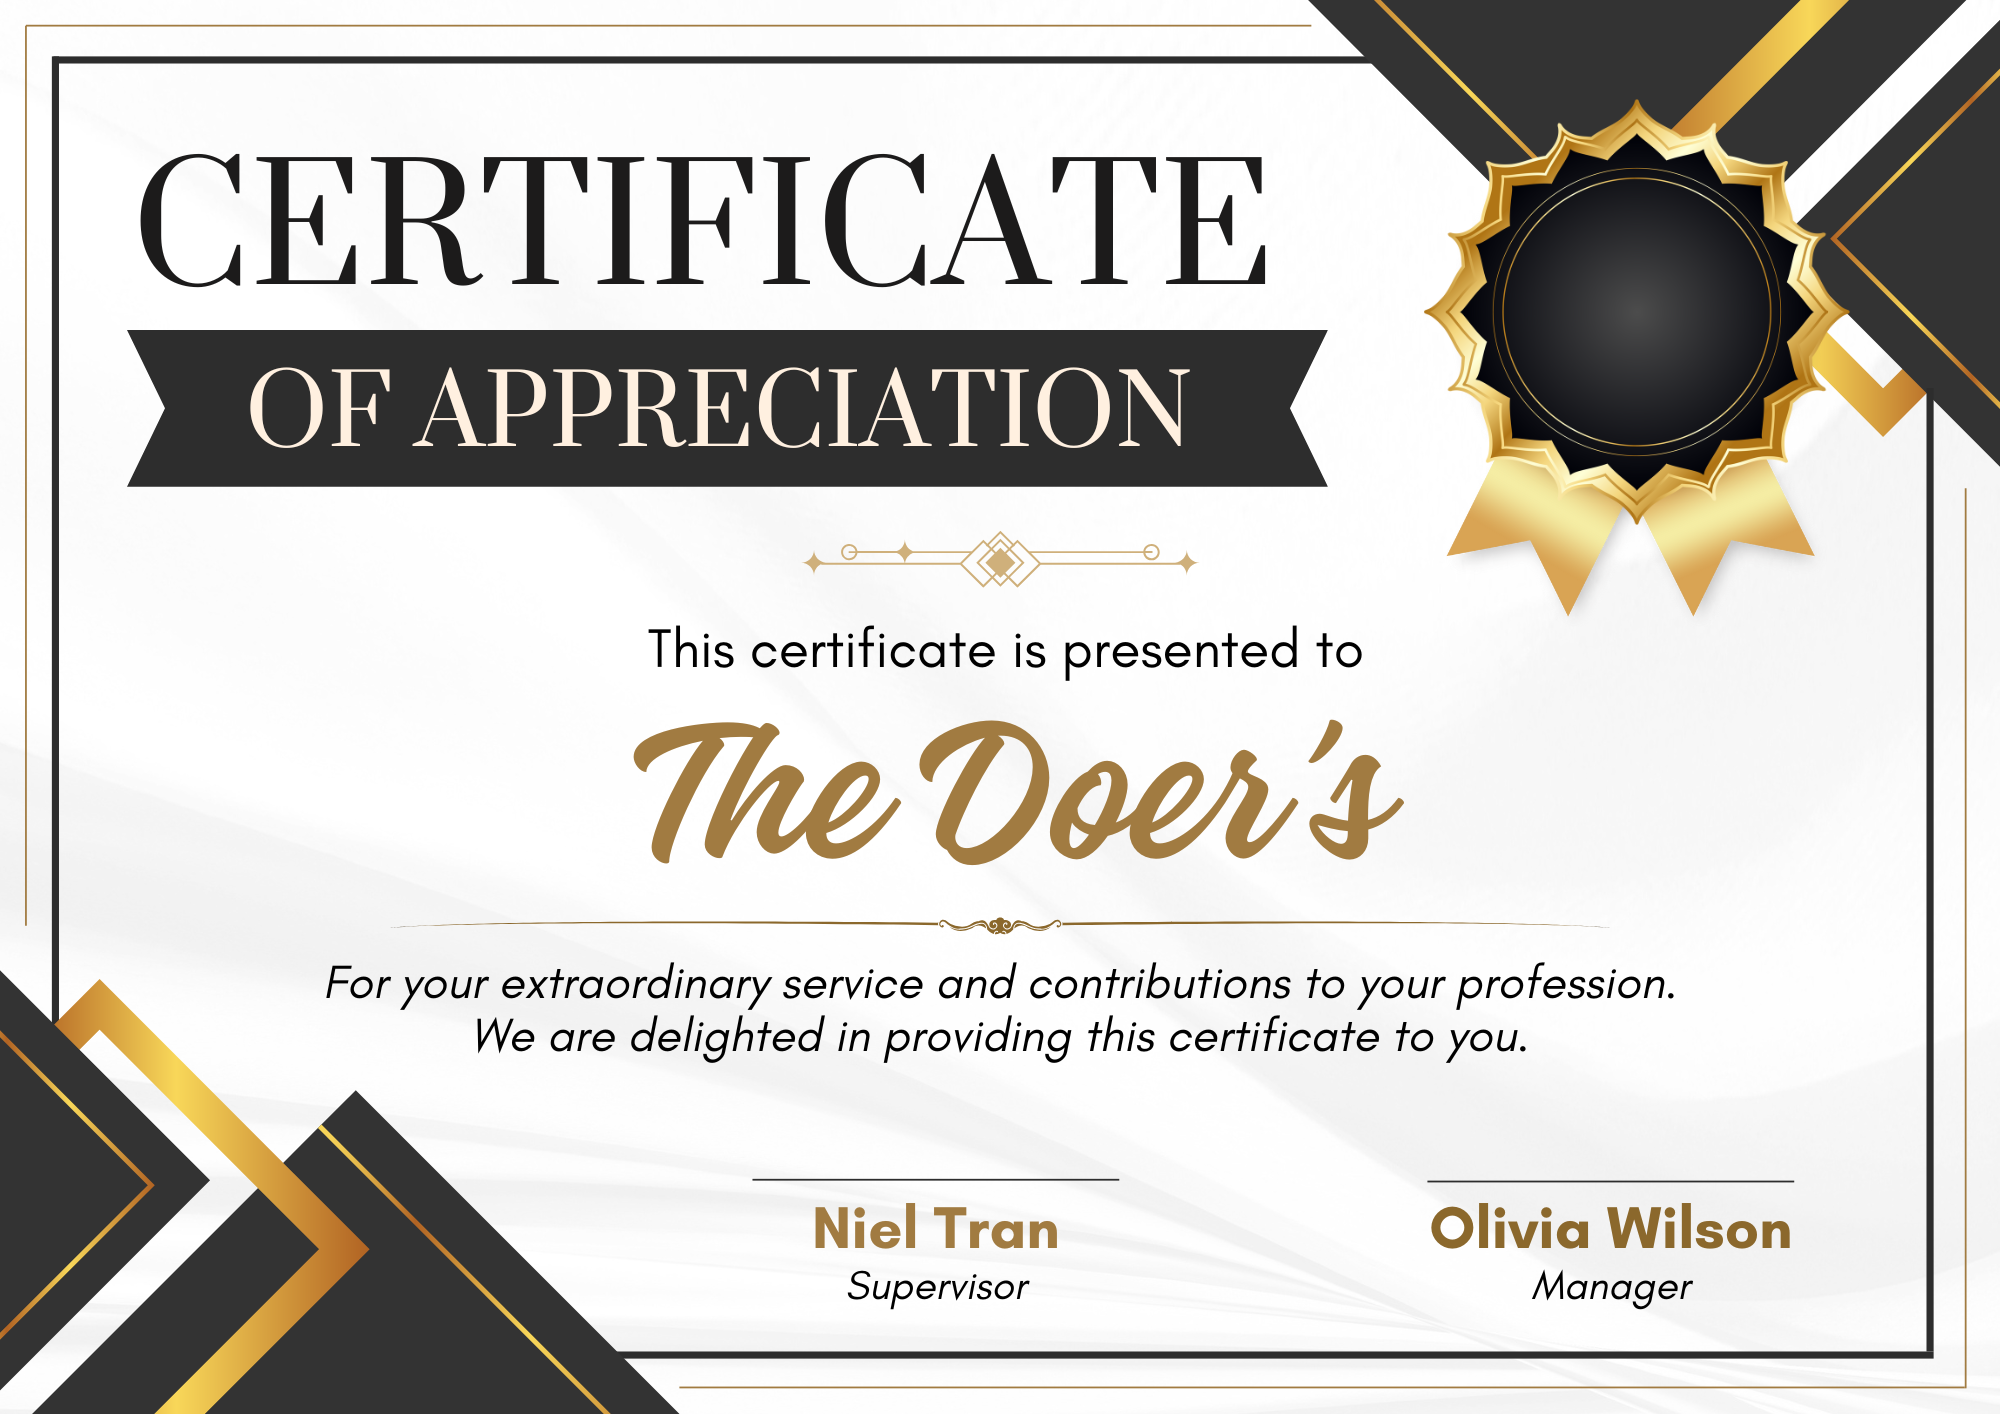 CERTIFICATE
OF APPRECIATION
This certificate is presented to
The Doer's
For your extraordinary service and contributions to your profession.
We are delighted in providing this certificate to you.
Niel Tran
Supervisor
Olivia Wilson
Manager